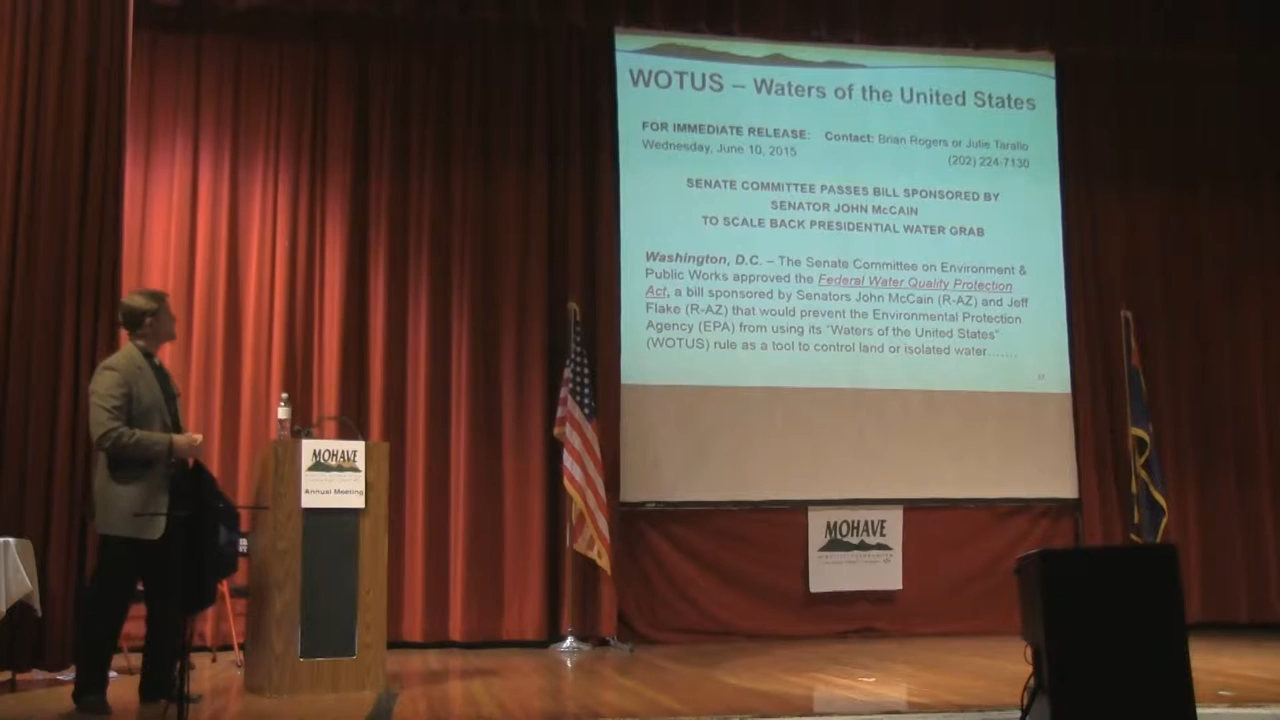 WOTUS – Waters of the United States
FOR IMMEDIATE RELEASE: Contact: Brian Rogers or Julie Tarallo
Wednesday, June 10, 2015 (202) 224-7130
SENATE COMMITTEE PASSES BILL SPONSORED BY
SENATOR JOHN McCAIN
TO SCALE BACK PRESIDENTIAL WATER GRAB
Washington, D.C. – The Senate Committee on Environment &
Public Works approved the Federal Water Quality Protection
Act, a bill sponsored by Senators John McCain (R-AZ) and Jeff
Flake (R-AZ) that would prevent the Environmental Protection
Agency (EPA) from using its "Waters of the United States"
(WOTUS) rule as a tool to control land or isolated water…….
MOHAVE
Annual Meeting
MOHAVE